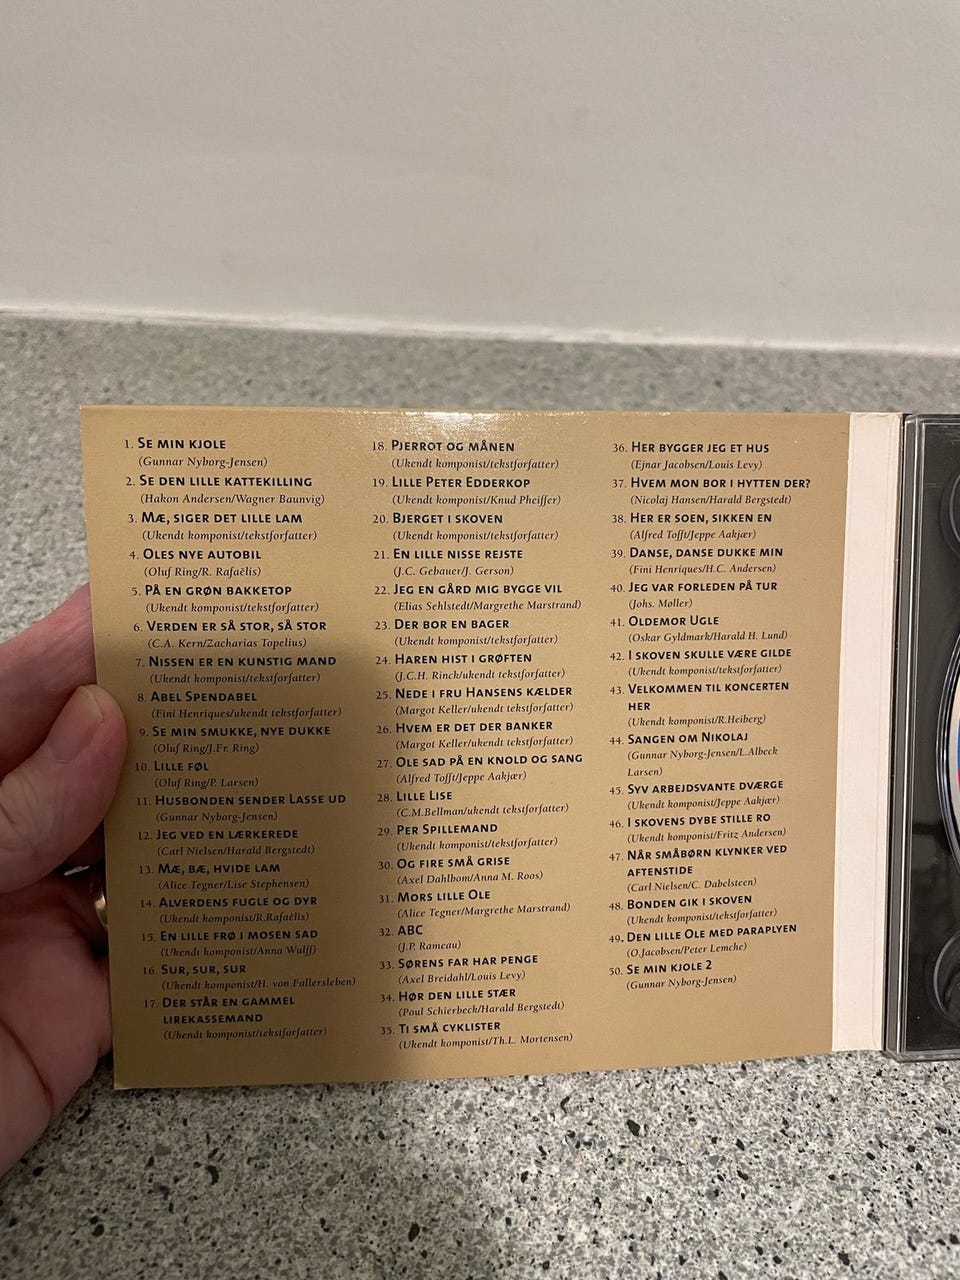 1. Se min kjole
(Gunnar Nyborg-Jensen)
2. Se den lille kattekilling
(Hakon Andersen/Wagner Baunvig)
3. Mæ, siger det lille lam
(Ukendt komponist/tekstforfatter)
4. Oles nye autobil
(Oluf Ring/R. Rafaèlis)
5. På en grøn bakketop
(Ukendt komponist/tekstforfatter)
6. Verden er så stor, så stor
(C.A. Kern/Zacharias Topelius)
7. Nissen er en kunstig mand
(Ukendt komponist/tekstforfatter)
8. Abel Spendabel
(Fini Henriques/ukendt tekstforfatter)
9. Se min smukke, nye dukke
(Oluf Ring/J.Fr. Ring)
10. Lille føl
(Oluf Ring/P. Larsen)
11. Husbonden sender Lasse ud
(Gunnar Nyborg-Jensen)
12. Jeg ved en lærkerede
(Carl Nielsen/Harald Bergstedt)
13. Mæ, bæ, hvide lam
(Alice Tegner/Lise Stephensen)
14. Alverdens fugle og dyr
(Ukendt komponist/R.Rafaèlis)
15. En lille frø i mosen sad
(Ukendt komponist/Anna Wulff)
16. Sur, sur, sur
(Ukendt komponist/H. von Fallersleben)
17. Der står en gammel
lirekassemand
(Ukendt komponist/tekstforfatter)
18. Pjerrot og månen
(Ukendt komponist/tekstforfatter)
19. Lille Peter Edderkop
(Ukendt komponist/Knud Pheiffer)
20. Bjerget i skoven
(Ukendt komponist/tekstforfatter)
21. En lille nisse rejste
(J.C. Gebauer/J. Gerson)
22. Jeg en gård mig bygge vil
(Elias Sehlstedt/Margrethe Marstrand)
23. Der bor en bager
(Ukendt komponist/tekstforfatter)
24. Haren hist i grøften
(J.C.H. Rinck/ukendt tekstforfatter)
25. Nede i fru Hansens kælder
(Margot Keller/ukendt tekstforfatter)
26. Hvem er det der banker
(Margot Keller/ukendt tekstforfatter)
27. Ole sad på en knold og sang
(Alfred Tofft/Jeppe Aakjær)
28. Lille Lise
(C.M.Bellman/ukendt tekstforfatter)
29. Per Spillemand
(Ukendt komponist/tekstforfatter)
30. Og fire små grise
(Axel Dahlbom/Anna M. Roos)
31. Mors lille Ole
(Alice Tegner/Margrethe Marstrand)
32. ABC
(J.P. Rameau)
33. Sørens far har penge
(Axel Breidahl/Louis Levy)
34. Hør den lille stær
(Poul Schierbeck/Harald Bergstedt)
35. Ti små cyklister
(Ukendt komponist/Th.L. Mortensen)
36. Her bygger jeg et hus
(Ejnar Jacobsen/Louis Levy)
37. Hvem mon bor i hytten der?
(Nicolaj Hansen/Harald Bergstedt)
38. Her er soen, sikken en
(Alfred Tofft/Jeppe Aakjær)
39. Danse, danse dukke min
(Fini Henriques/H.C. Andersen)
40. Jeg var forleden på tur
(Johs. Møller)
41. Oldemor Ugle
(Oskar Gyldmark/Harald H. Lund)
42. I skoven skulle være gilde
(Ukendt komponist/tekstforfatter)
43. Velkommen til koncerten
her
(Ukendt komponist/R.Heiberg)
44. Sangen om Nikolaj
(Gunnar Nyborg-Jensen/L.Albeck
Larsen)
45. Syv arbejdsvante dværge
(Ukendt komponist/Jeppe Aakjær)
46. I skovens dybe stille ro
(Ukendt komponist/Fritz Andersen)
47. Når småbørn klynker ved
aftenstide
(Carl Nielsen/C. Dabelsteen)
48. Bonden gik i skoven
(Ukendt komponist/tekstforfatter)
49. Den lille Ole med paraplyen
(O.Jacobsen/Peter Lemche)
50. Se min kjole 2
(Gunnar Nyborg-Jensen)